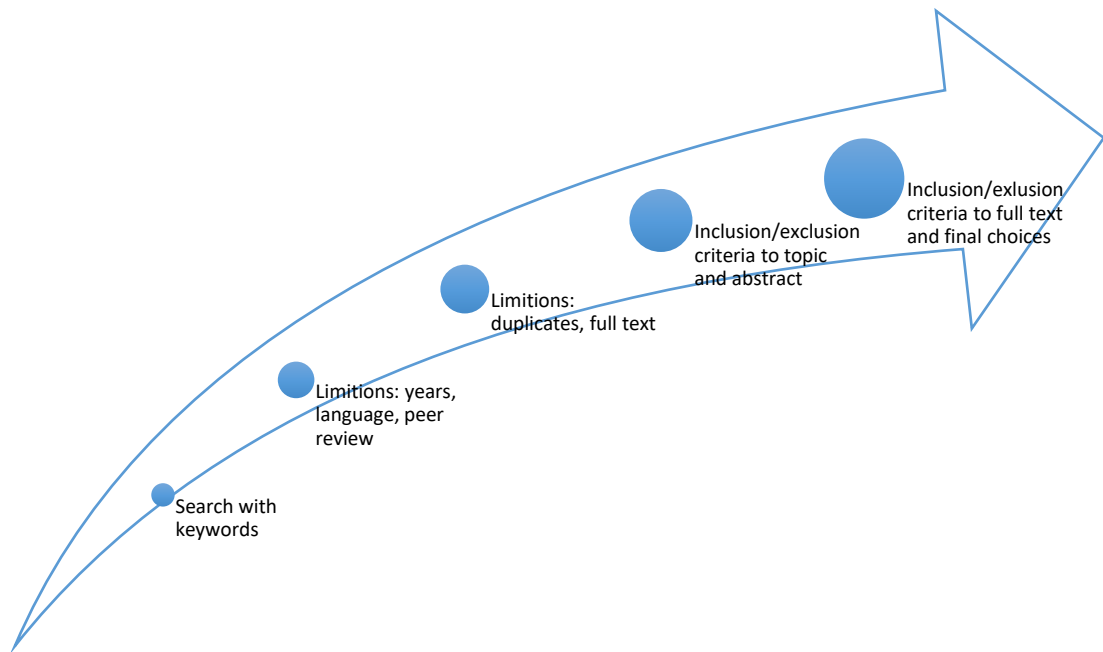 Search with
keywords
Limitions: years,
language, peer
review
Limitions:
duplicates, full text
Inclusion/exclusion
criteria to topic
and abstract
Inclusion/exlusion
criteria to full text
and final choices